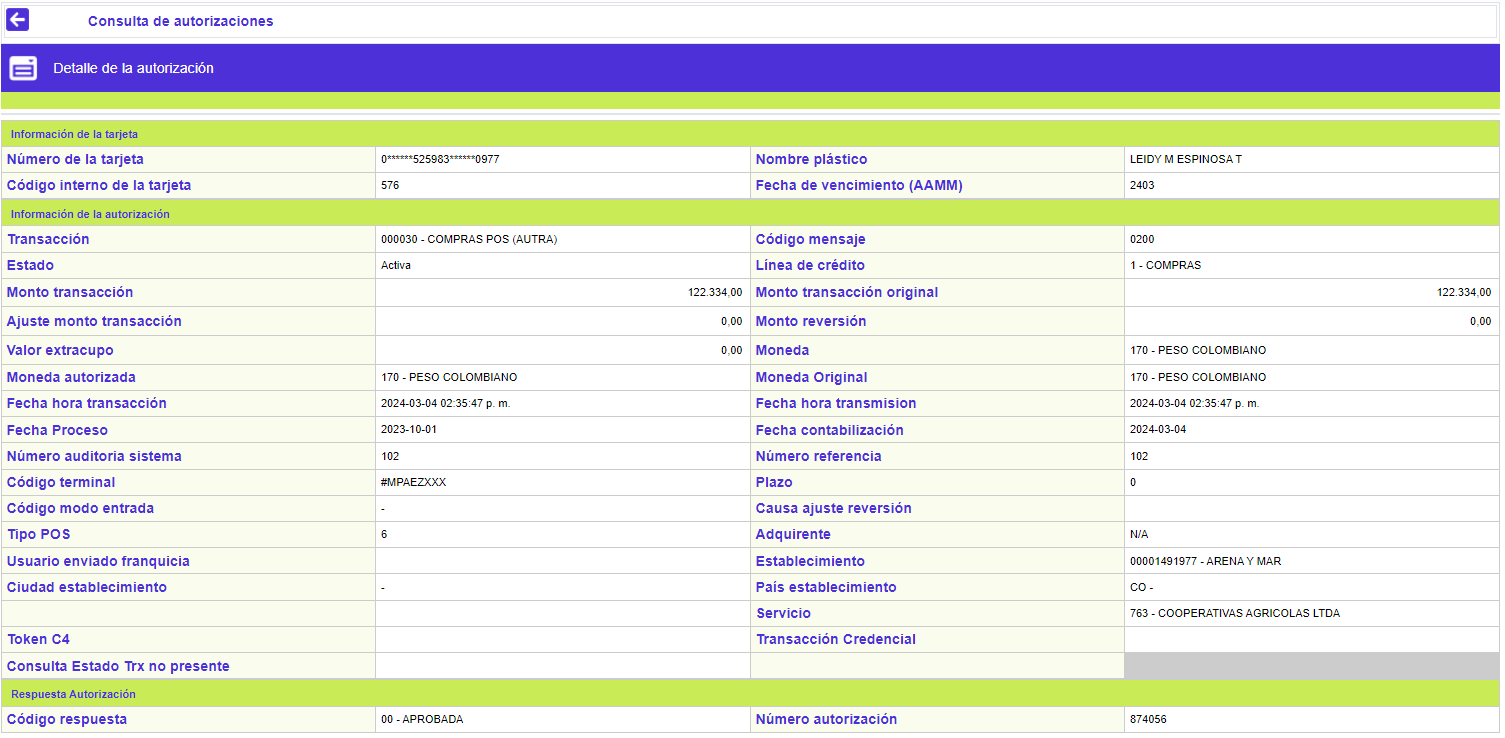 Consulta de autorizaciones
Detalle de la autorización
Información de la tarjeta
Número de la tarjeta 0******525983******0977 Nombre plástico LEIDY M ESPINOSA T
Código interno de la tarjeta 576 Fecha de vencimiento (AAMM) 2403
Información de la autorización
Transacción 000030 - COMPRAS POS (AUTRA) Código mensaje 0200
Estado Activa Línea de crédito 1 - COMPRAS
Monto transacción 122.334,00 Monto transacción original 122.334,00
Ajuste monto transacción 0,00 Monto reversión 0,00
Valor extracupo 0,00 Moneda 170 - PESO COLOMBIANO
Moneda autorizada 170 - PESO COLOMBIANO Moneda Original 170 - PESO COLOMBIANO
Fecha hora transacción 2024-03-04 02:35:47 p. m. Fecha hora transmision 2024-03-04 02:35:47 p. m.
Fecha Proceso 2023-10-01 Fecha contabilización 2024-03-04
Número auditoria sistema 102 Número referencia 102
Código terminal #MPAEZXXX Plazo 0
Código modo entrada - Causa ajuste reversión
Tipo POS 6 Adquirente N/A
Usuario enviado franquicia Establecimiento 00001491977 - ARENA Y MAR
Ciudad establecimiento - País establecimiento CO -
Servicio 763 - COOPERATIVAS AGRICOLAS LTDA
Token C4 Transacción Credencial
Consulta Estado Trx no presente
Respuesta Autorización
Código respuesta 00 - APROBADA Número autorización 874056